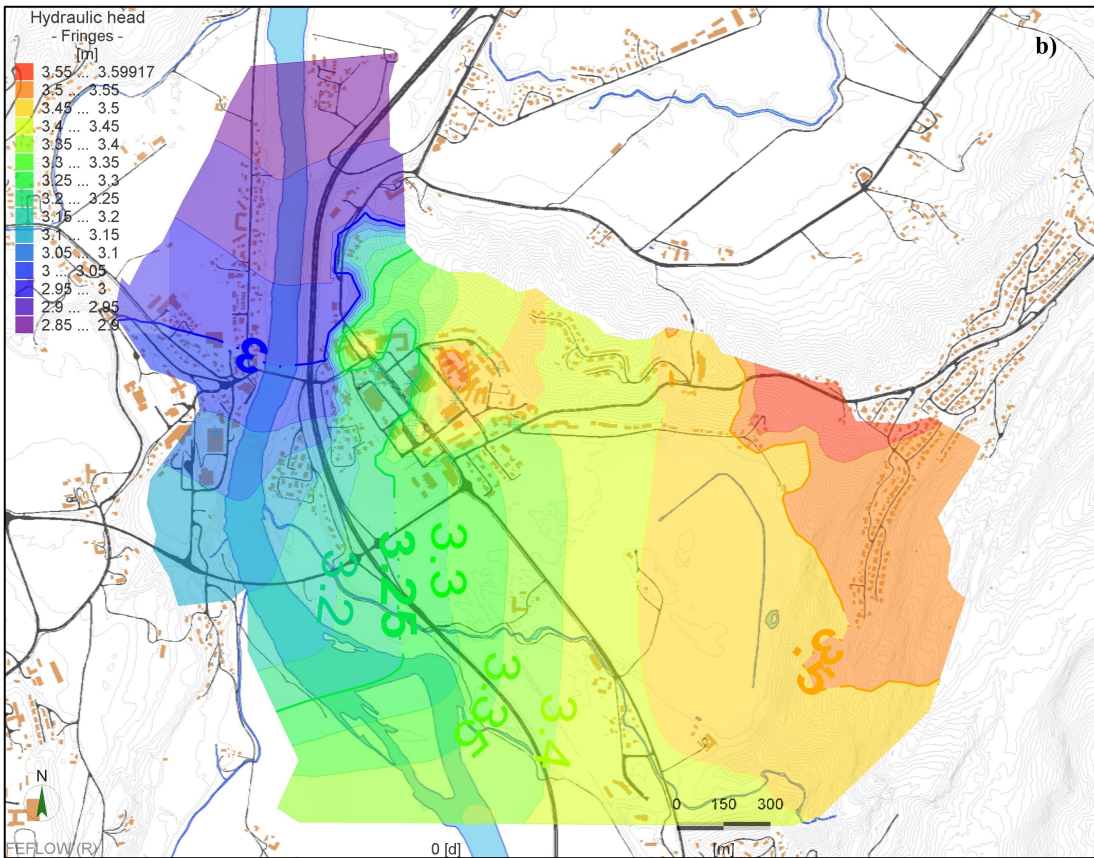 Hydraulic head
- Fringes -
[m]
b)
3.55 ... 3.59917
3.5 ... 3.55
3.45 ... 3.5
3.4 ... 3.45
3.35 ... 3.4
3.3 ... 3.35
3.25 ... 3.3
3.2 ... 3.25
3.15 ... 3.2
3.1 ... 3.15
3.05 ... 3.1
3 ... 3.05
2.95 ... 3
2.9 ... 2.95
2.85 ... 2.9
3
3.3
3.25
3.2
3.5
3.35
3.4
N
0 150 300
FEFLOW (R)
0 [d]
[m]